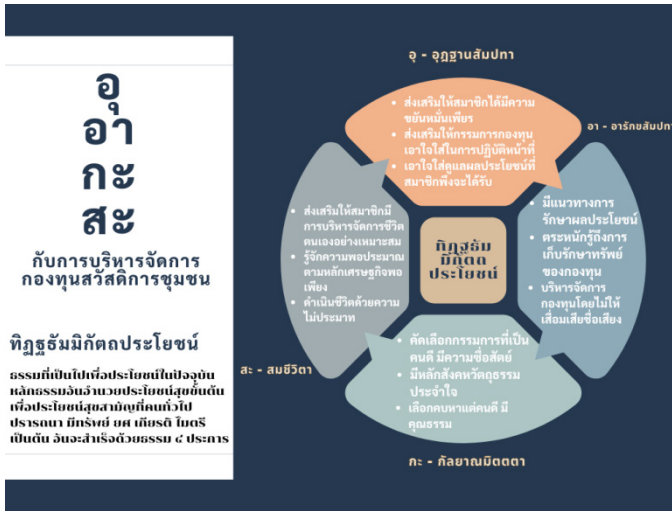 อุ
อา
กะ
สะ
กับการบริหารจัดการ
กองทุนสวัสดิการชุมชน
ทิฏฐธัมมิกัตถประโยชน์
ธรรมที่เป็นไปเพื่อประโยชน์ในปัจจุบัน
หลักธรรมอันอำนวยประโยชน์สุขขั้นต้น
เพื่อประโยชน์สุขสามัญที่คนทั่วไป
ปรารถนา มีทรัพย์ ยศ เกียรติ ไมตรี
เป็นต้น อันจะสำเร็จด้วยธรรม ๔ ประการ
อุ - อุฏฐานสัมปทา
• ส่งเสริมให้สมาชิกได้มีความ
ขยันหมั่นเพียร
• ส่งเสริมให้กรรมการกองทุน
เอาใจใส่ในการปฏิบัติหน้าที่
• เอาใจใส่ดูแลผลประโยชน์ที่
สมาชิกพึงจะได้รับ
อา - อารักขสัมปทา
• มีแนวทางการ
รักษาผลประโยชน์
• ตระหนักรู้ถึงการ
เก็บรักษาทรัพย์
ของกองทุน
• บริหารจัดการ
กองทุนโดยไม่ให้
เสื่อมเสียชื่อเสียง
ทิฏฐธัม
มิกัตถ
ประโยชน์
• ส่งเสริมให้สมาชิกมี
การบริหารจัดการชีวิต
ตนเองอย่างเหมาะสม
• รู้จักความพอประมาณ
ตามหลักเศรษฐกิจพอ
เพียง
• ดำเนินชีวิตด้วยความ
ไม่ประมาท
สะ - สมชีวิตา
• คัดเลือกกรรมการที่เป็น
คนดี มีความซื่อสัตย์
• มีหลักสังคหวัตถุธรรม
ประจำใจ
• เลือกคบหาแต่คนดี มี
คุณธรรม
กะ - กัลยาณมิตตตา